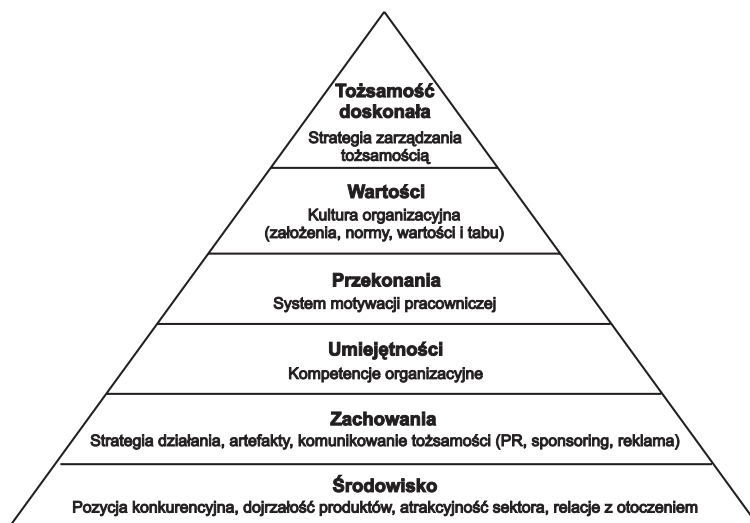 Tożsamość
doskonała
Strategia zarządzania
tożsamością
Wartości
Kultura organizacyjna
(założenia, normy, wartości i tabu)
Przekonania
System motywacji pracowniczej
Umiejętności
Kompetencje organizacyjne
Zachowania
Strategia działania, artefakty, komunikowanie tożsamości (PR, sponsoring, reklama)
Środowisko
Pozycja konkurencyjna, dojrzałość produktów, atrakcyjność sektora, relacje z otoczeniem